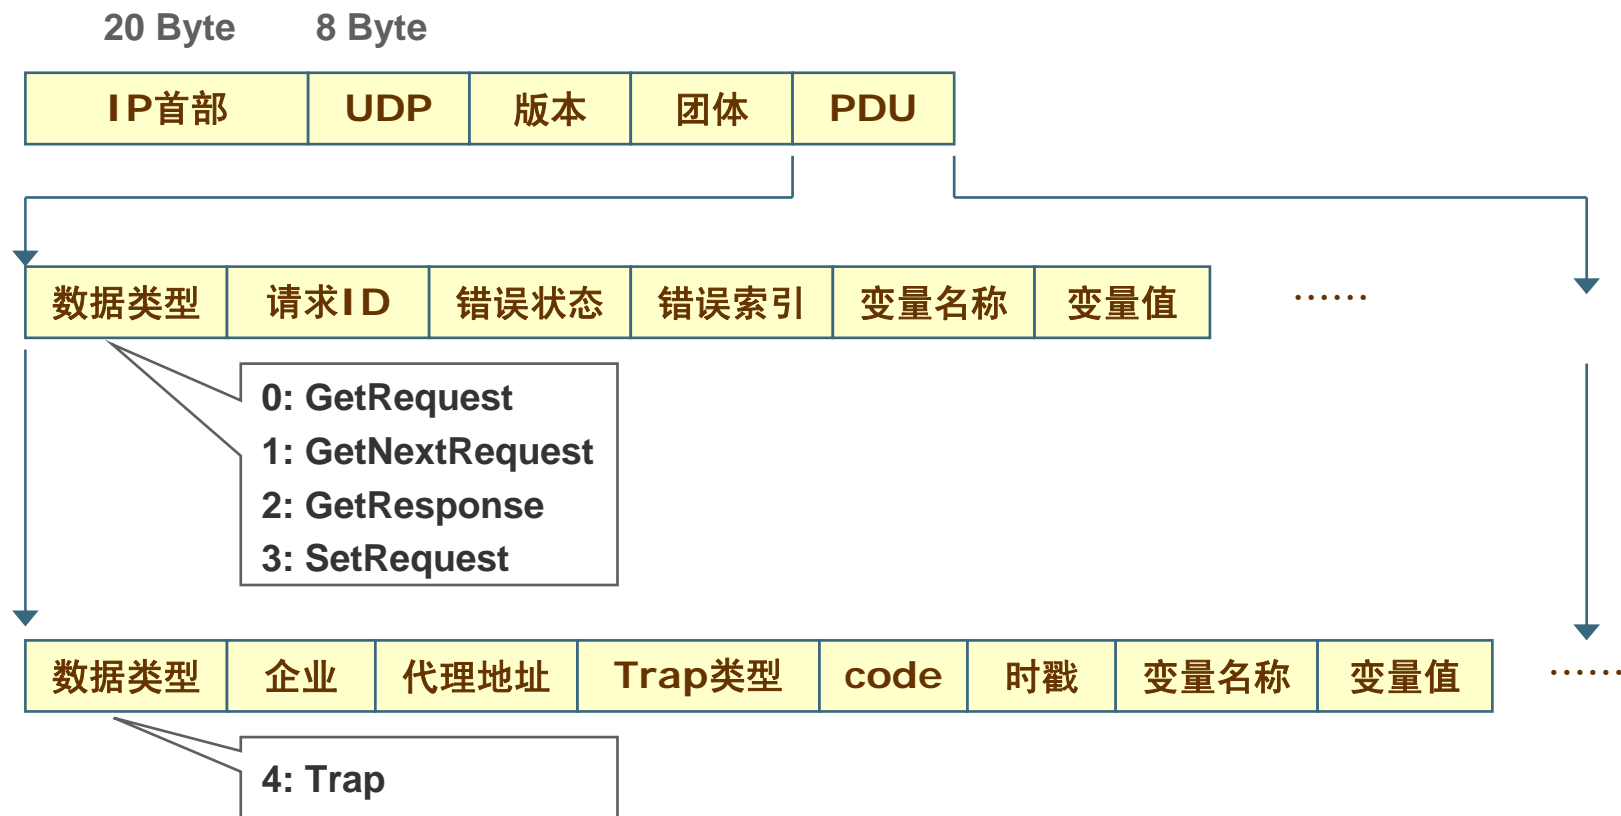 20 Byte 8 Byte
IP首部 UDP 版本 团体 PDU
数据类型 请求ID 错误状态 错误索引 变量名称 变量值 ……
0: GetRequest
1: GetNextRequest
2: GetResponse
3: SetRequest
数据类型 企业 代理地址 Trap类型 code 时戳 变量名称 变量值 ……
4: Trap